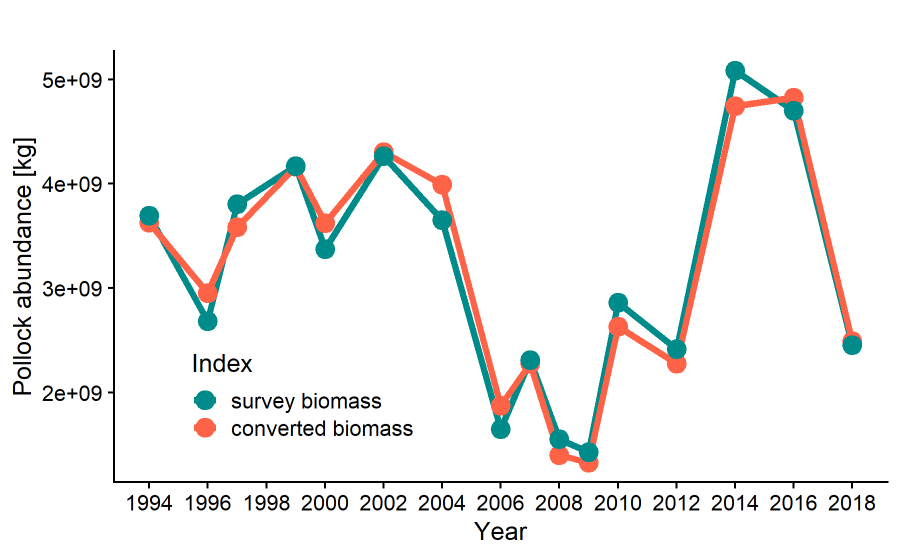 5e+09
4e+09
3e+09
2e+09
Pollock abundance [kg]
Index
survey biomass
converted biomass
1994 1996 1998 2000 2002 2004 2006 2008 2010 2012 2014 2016 2018
Year